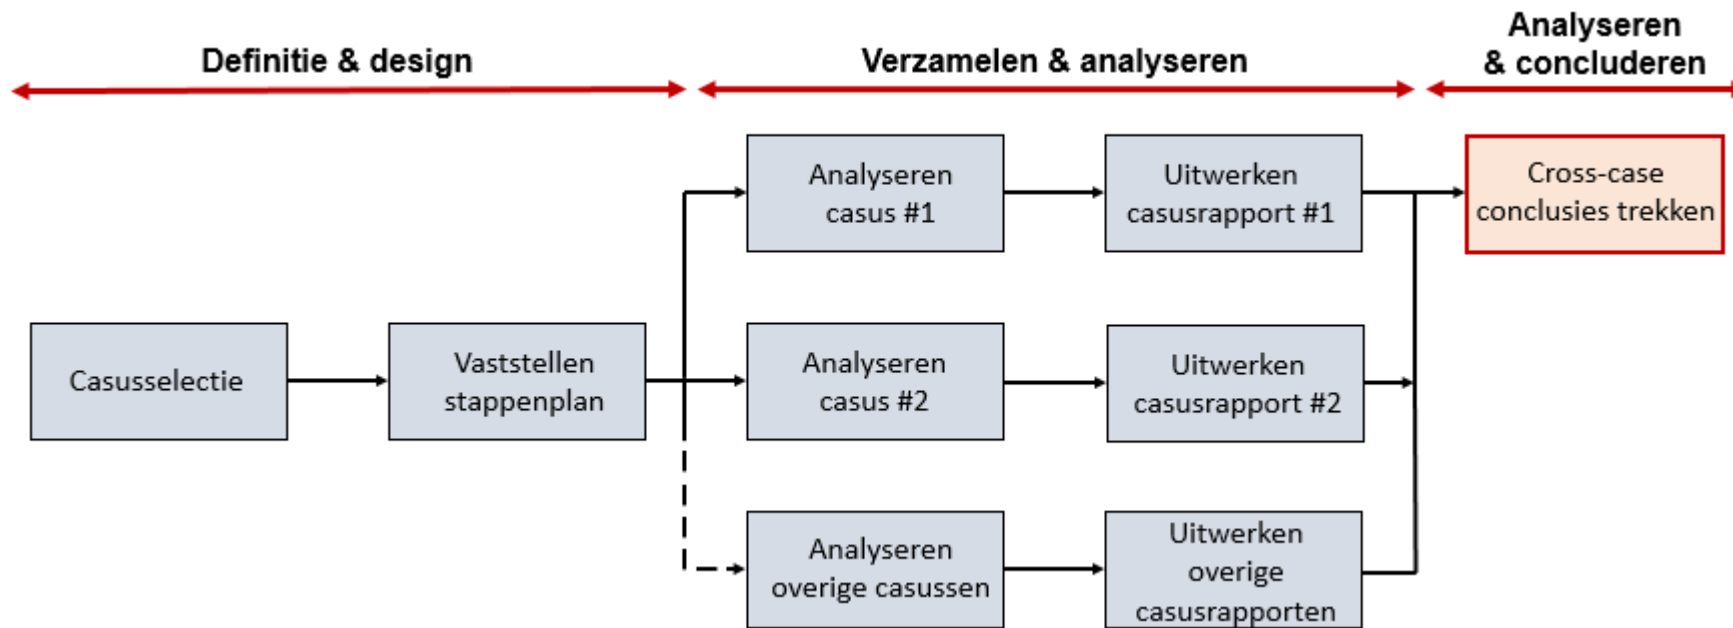 Definitie & design
Verzamelen & analyseren
Analyseren
& concluderen
Casusselectie
Vaststellen
stappenplan
Analyseren
casus #1
Uitwerken
casusrapport #1
Cross-case
conclusies trekken
Analyseren
casus #2
Uitwerken
casusrapport #2
Analyseren
overige casussen
Uitwerken
overige
casusrapporten